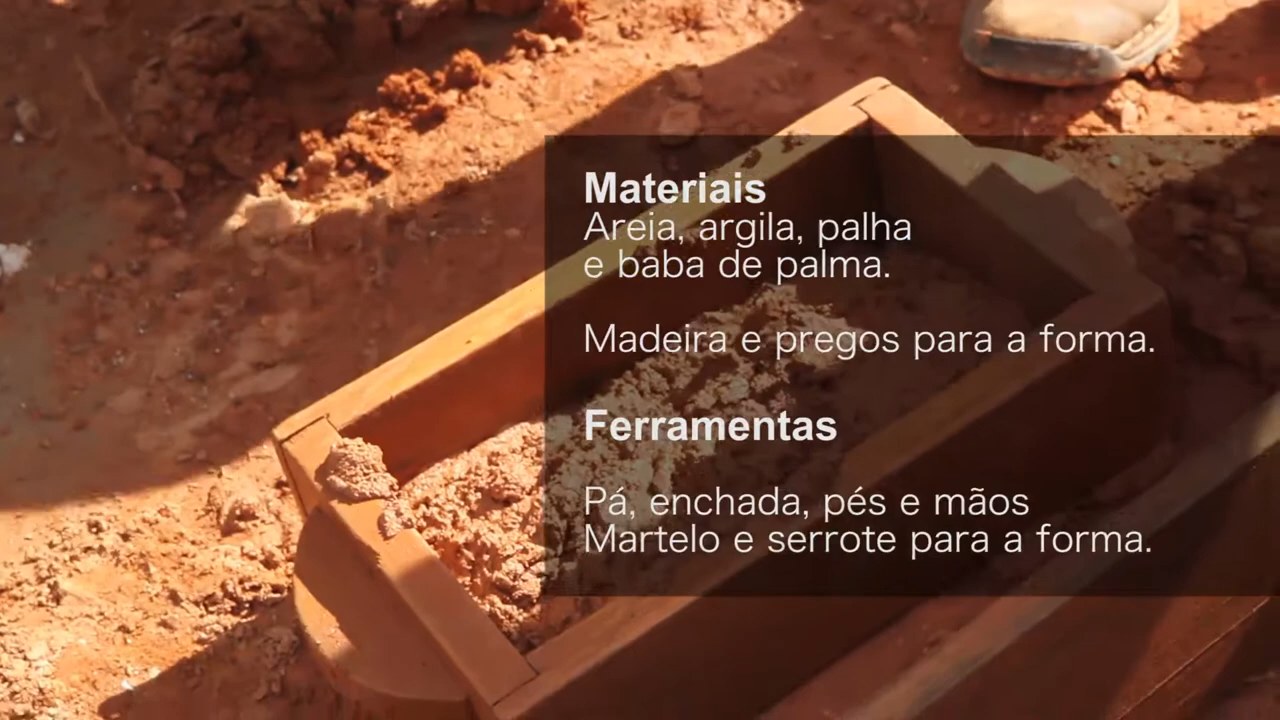 Materiais
Areia, argila, palha
e baba de palma.
Madeira e pregos para a forma.
Ferramentas
Pá, enchada, pés e mãos
Martelo e serrote para a forma.